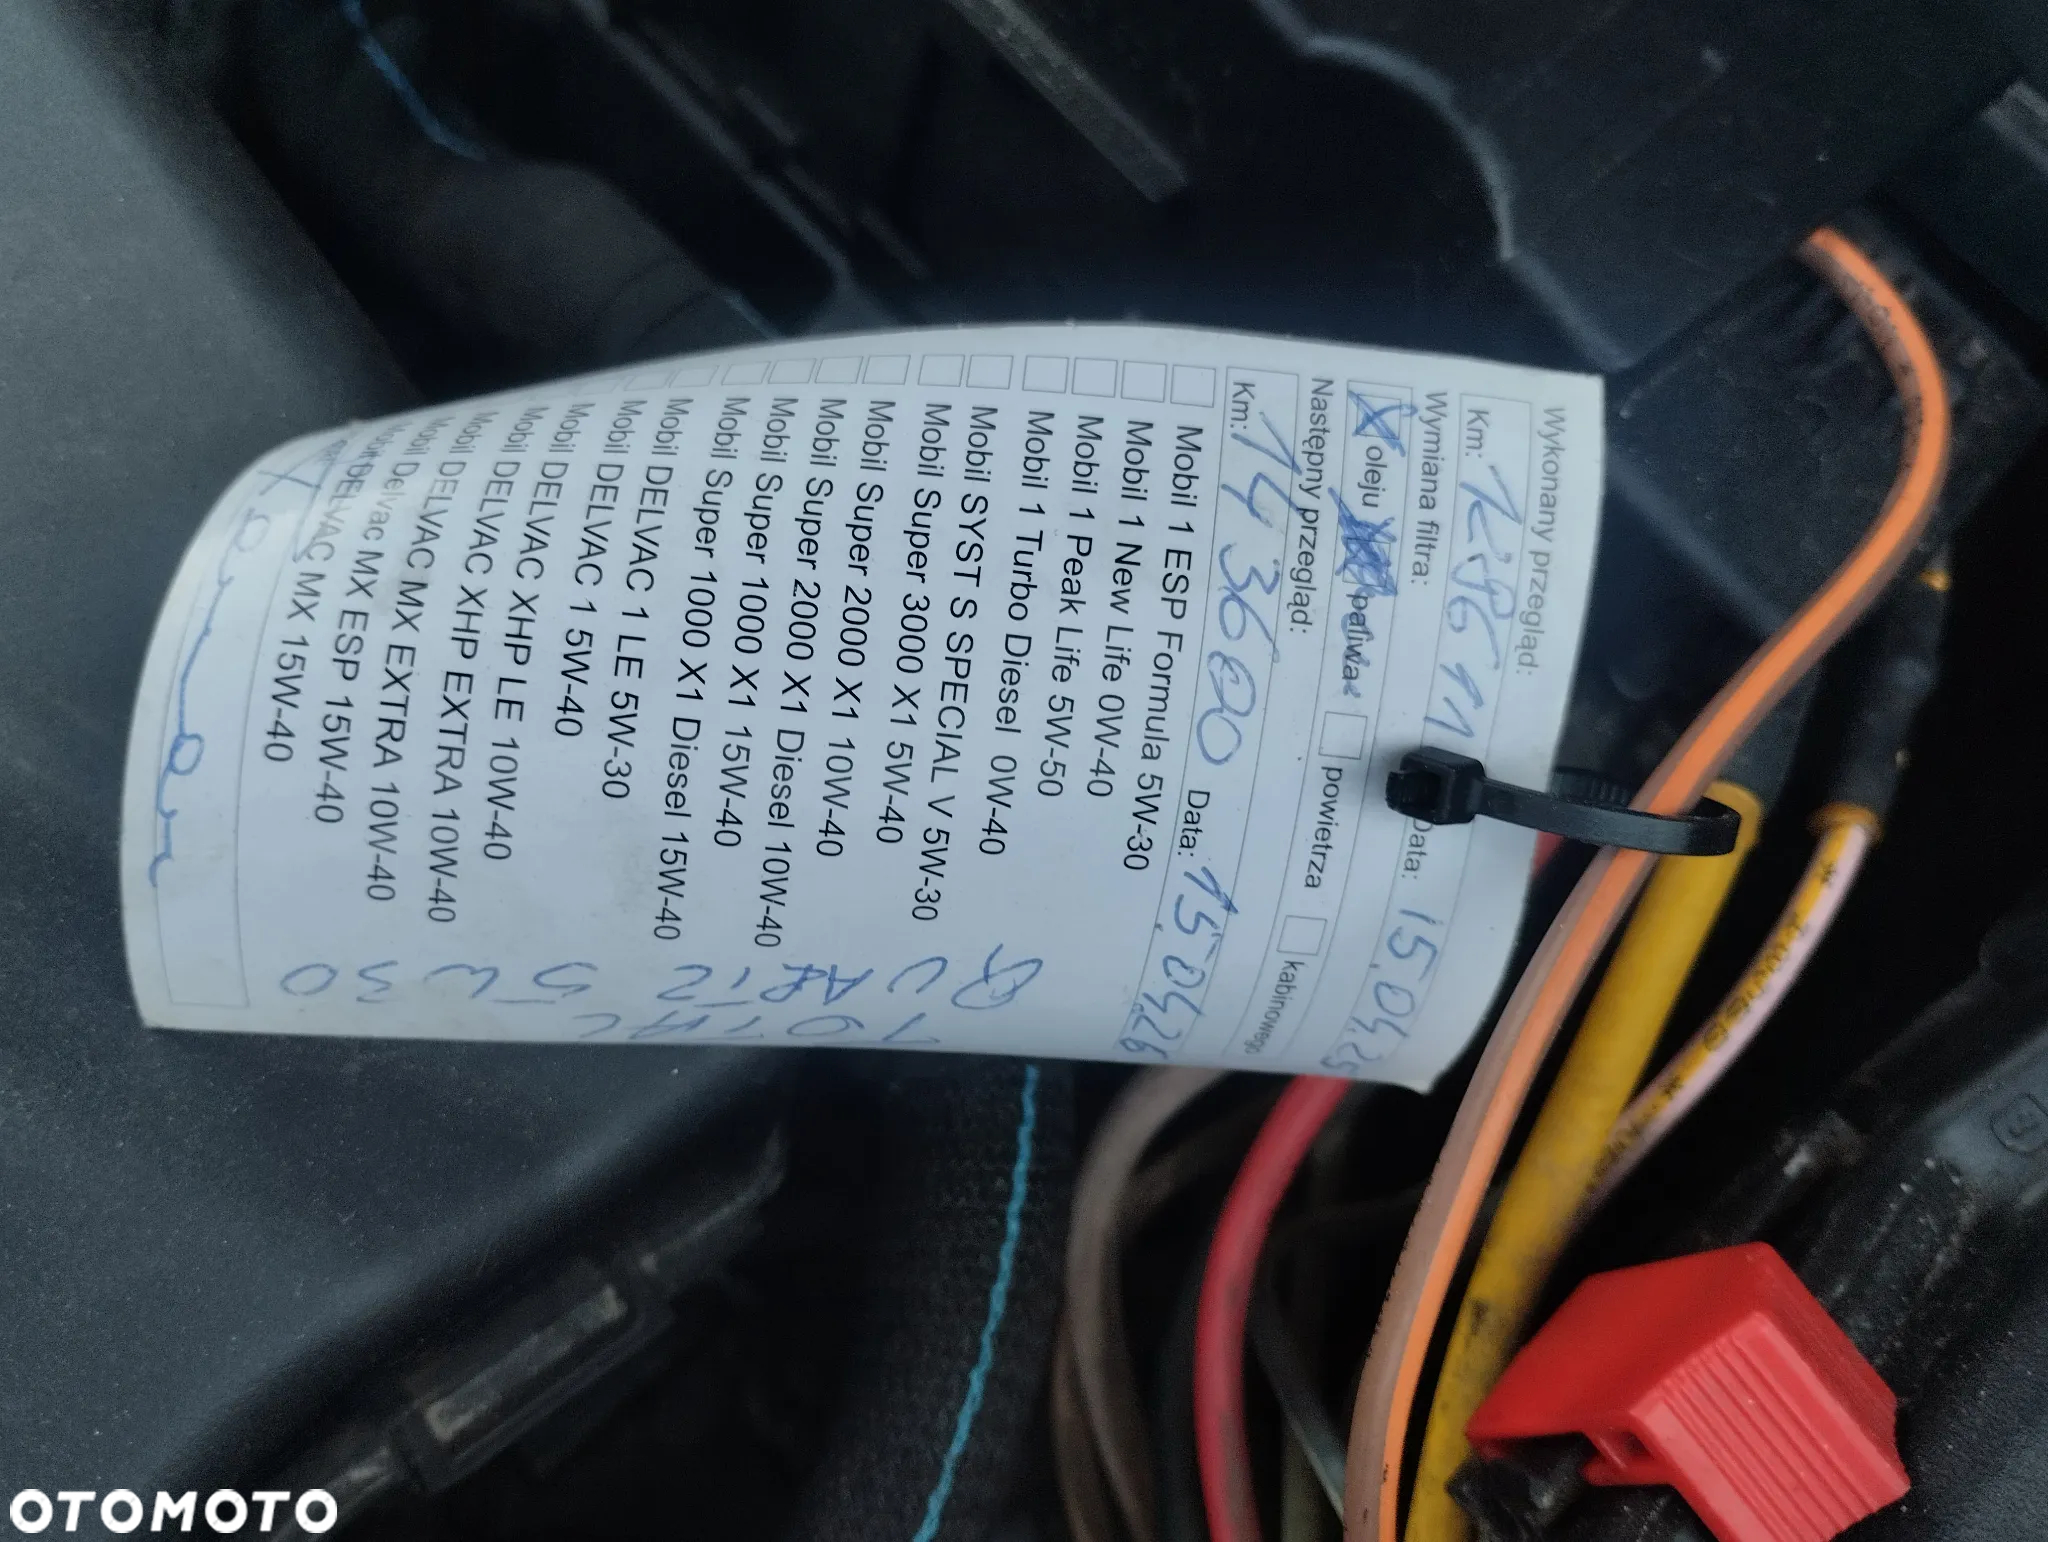 Wykonany przegląd:
Km: 128611 Data: 15.04.25
Wymiana filtra:
X oleju paliwa powietrza kabinowego
Następny przegląd:
Km: 143600 Data: 15.04.26
Mobil 1 ESP Formula 5W-30
Mobil 1 New Life 0W-40
Mobil 1 Peak Life 5W-50
Mobil 1 Turbo Diesel 0W-40
Mobil SYST S SPECIAL V 5W-30
Mobil Super 3000 X1 5W-40
Mobil Super 2000 X1 10W-40
Mobil Super 2000 X1 Diesel 10W-40
Mobil Super 1000 X1 15W-40
Mobil Super 1000 X1 Diesel 15W-40
Mobil DELVAC 1 LE 5W-30
Mobil DELVAC 1 5W-40
Mobil DELVAC XHP LE 10W-40
Mobil DELVAC XHP EXTRA 10W-40
Mobil DELVAC MX EXTRA 10W-40
Mobil Delvac MX ESP 15W-40
DELVAC MX 15W-40
OTOMOTO